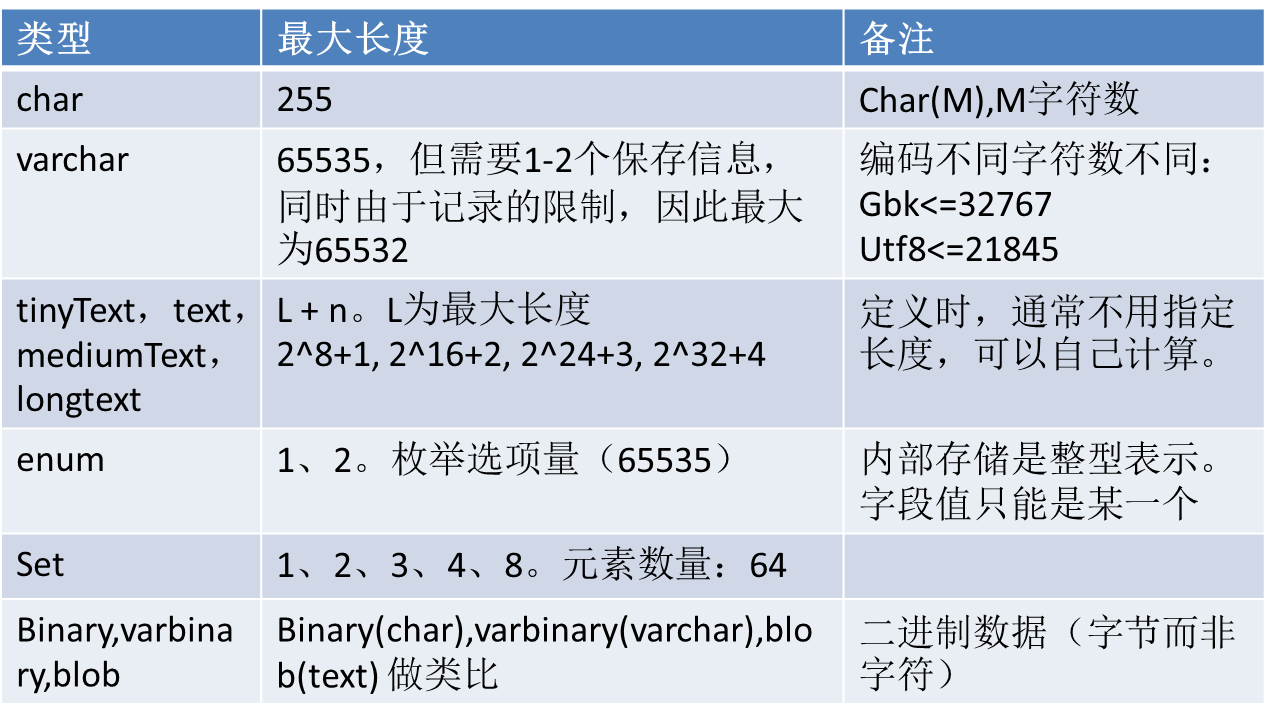 类型
最大长度
备注
char
255
Char(M),M字符数
varchar
65535，但需要1-2个保存信息，
同时由于记录的限制，因此最大
为65532
编码不同字符数不同：
Gbk<=32767
Utf8<=21845
tinyText，text，
mediumText，
longtext
L + n。L为最大长度
2^8+1, 2^16+2, 2^24+3, 2^32+4
定义时，通常不用指定
长度，可以自己计算。
enum
1、2。枚举选项量（65535）
内部存储是整型表示。
字段值只能是某一个
Set
1、2、3、4、8。元素数量：64
Binary,varbina
ry,blob
Binary(char),varbinary(varchar),blo
b(text) 做类比
二进制数据（字节而非
字符）